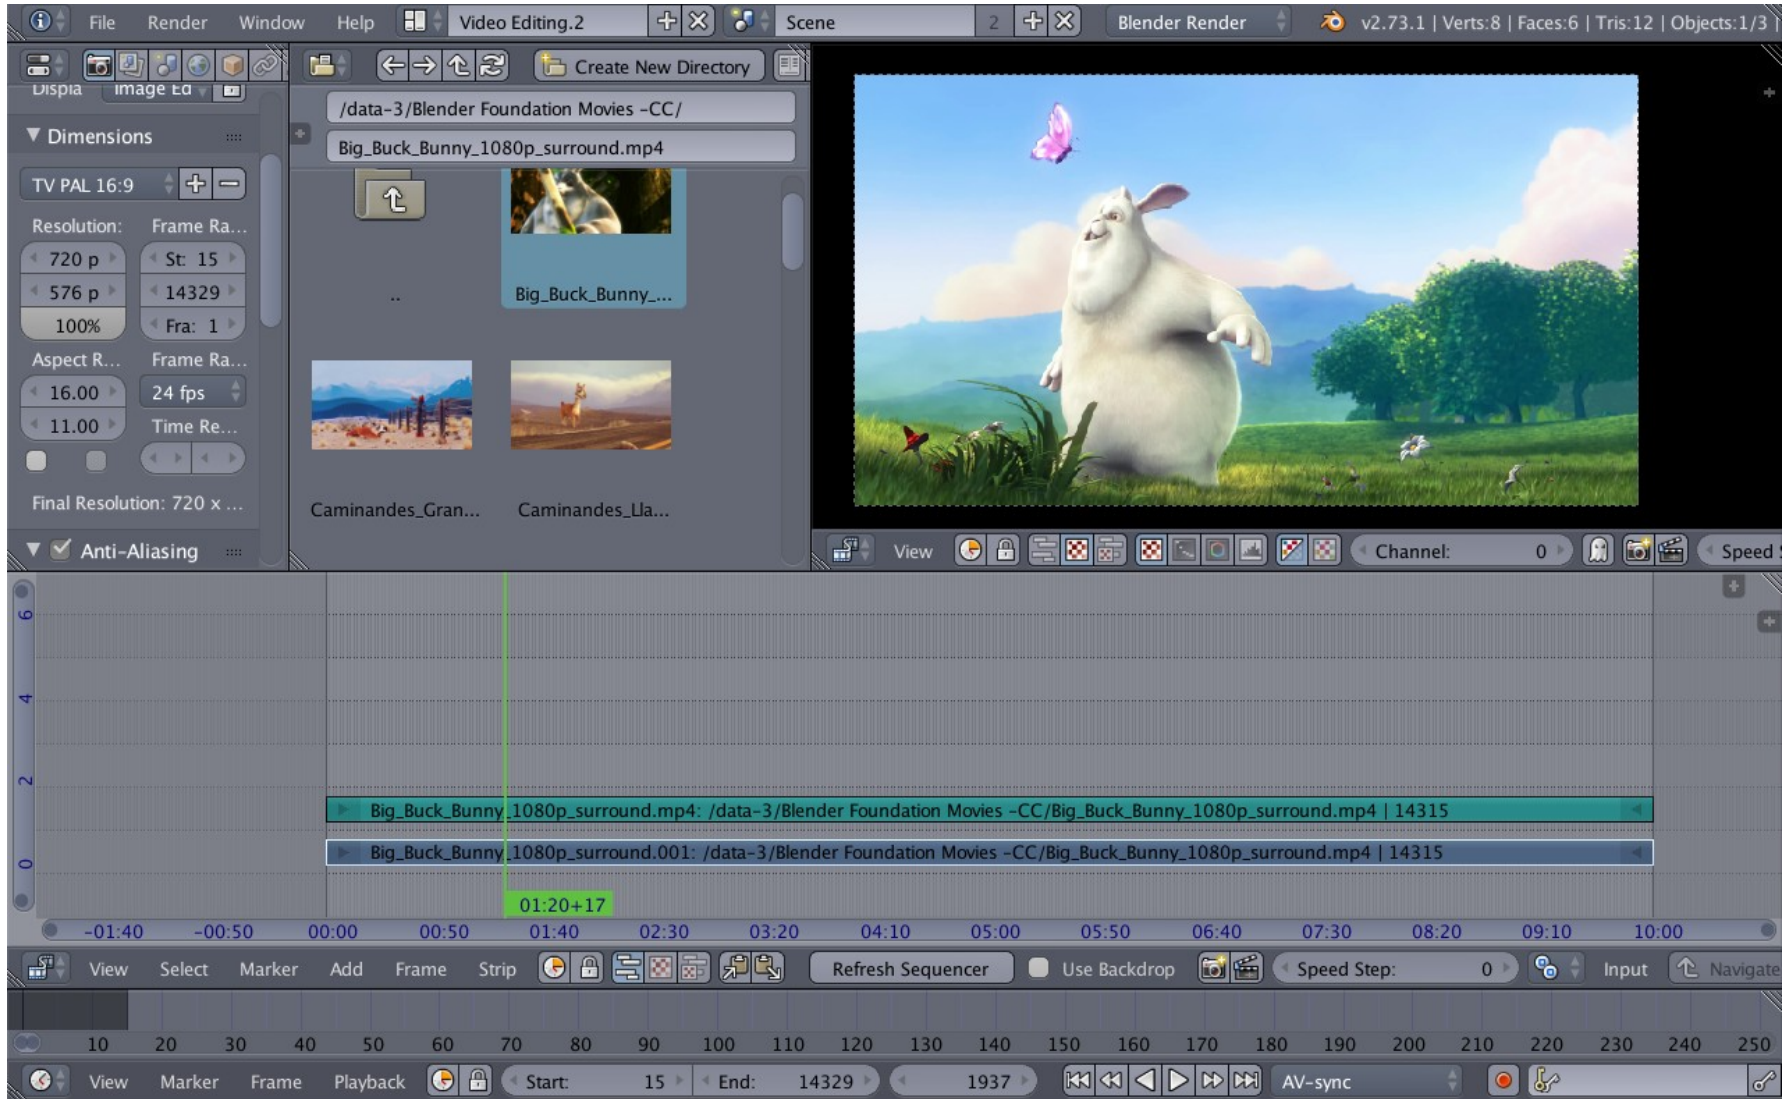 File Render Window Help Video Editing.2 Scene 2 Blender Render v2.73.1 | Verts:8 | Faces:6 | Tris:12 | Objects:1/3 |
Create New Directory
Displa Image Ed
/data-3/Blender Foundation Movies -CC/
Big_Buck_Bunny_1080p_surround.mp4
Dimensions
TV PAL 16:9
Resolution: Frame Ra...
720 p St: 15
576 p 14329
100% Fra: 1
Aspect R... Frame Ra...
16.00 24 fps
11.00 Time Re...
Final Resolution: 720 x ...
Anti-Aliasing
..
Big_Buck_Bunny_...
Caminandes_Gran...
Caminandes_Lla...
View Channel: 0 Speed
6
4
2
0
Big_Buck_Bunny_1080p_surround.mp4: /data-3/Blender Foundation Movies -CC/Big_Buck_Bunny_1080p_surround.mp4 | 14315
Big_Buck_Bunny_1080p_surround.001: /data-3/Blender Foundation Movies -CC/Big_Buck_Bunny_1080p_surround.mp4 | 14315
01:20+17
-01:40 -00:50 00:00 00:50 01:40 02:30 03:20 04:10 05:00 05:50 06:40 07:30 08:20 09:10 10:00
View Select Marker Add Frame Strip Refresh Sequencer Use Backdrop Speed Step: 0 Input Navigate
10 20 30 40 50 60 70 80 90 100 110 120 130 140 150 160 170 180 190 200 210 220 230 240 250
View Marker Frame Playback Start: 15 End: 14329 1937 AV-sync